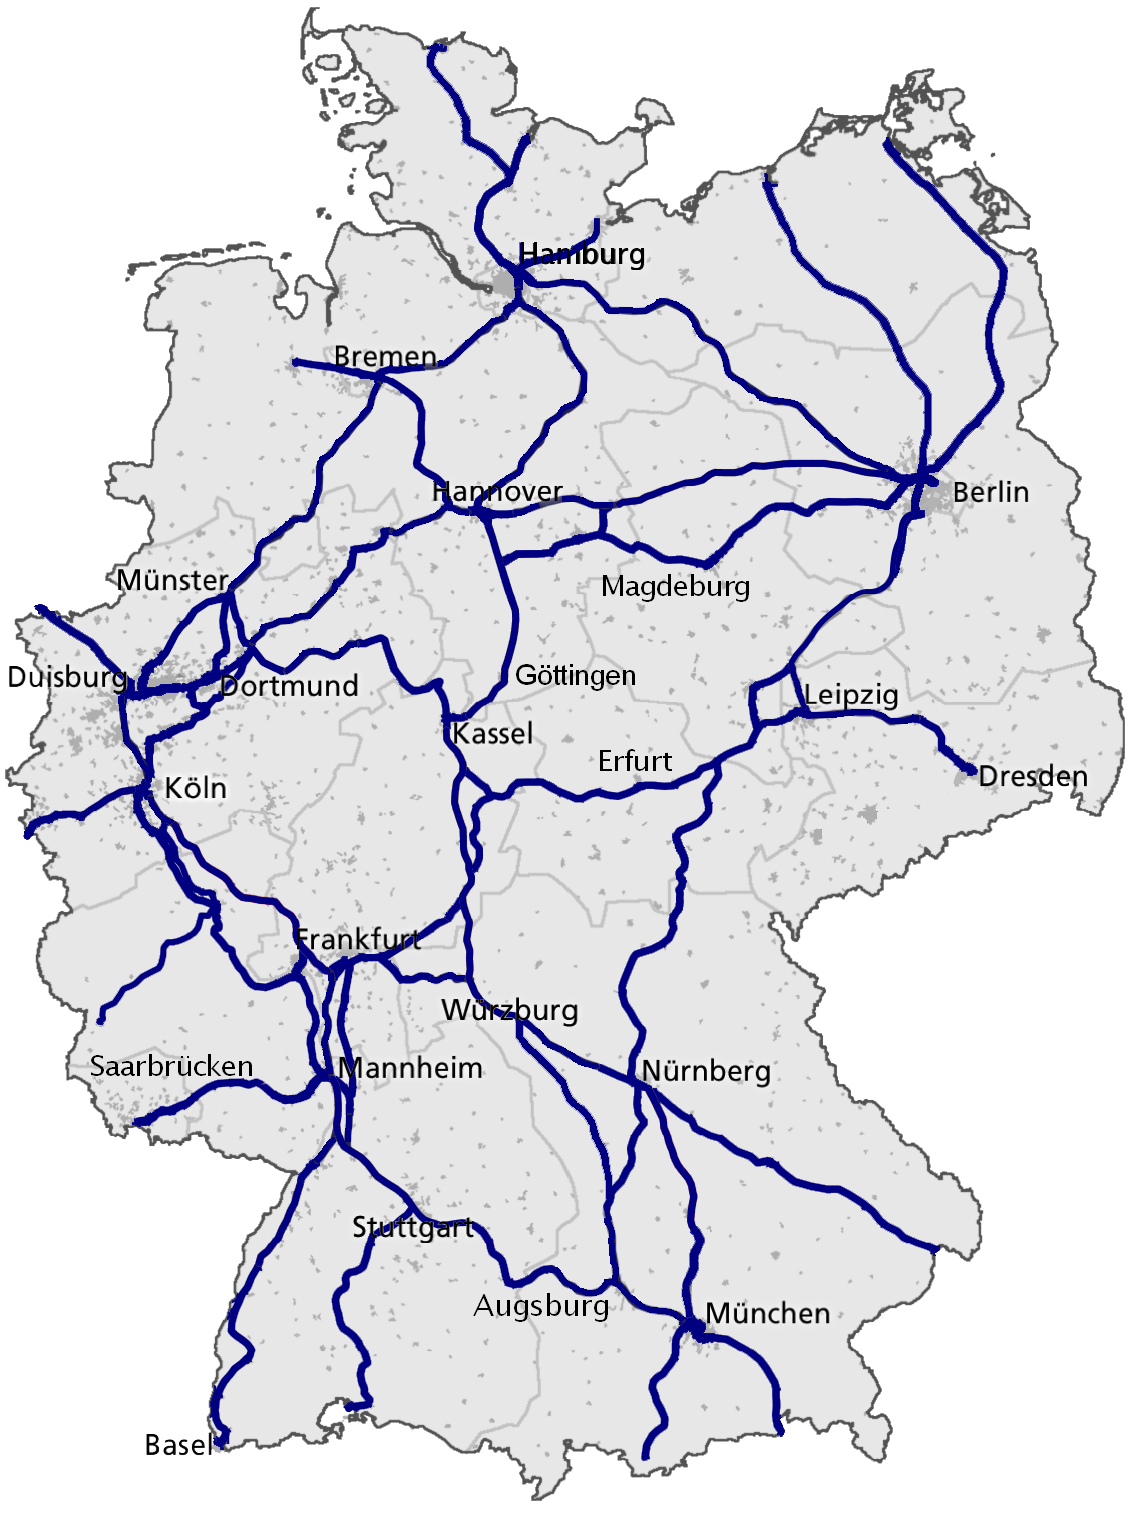 Hamburg
Bremen
Hannover
Berlin
Münster
Magdeburg
Duisburg
Dortmund
Göttingen
Leipzig
Kassel
Erfurt
Dresden
Köln
Frankfurt
Würzburg
Saarbrücken
Mannheim
Nürnberg
Stuttgart
Augsburg
München
Basel